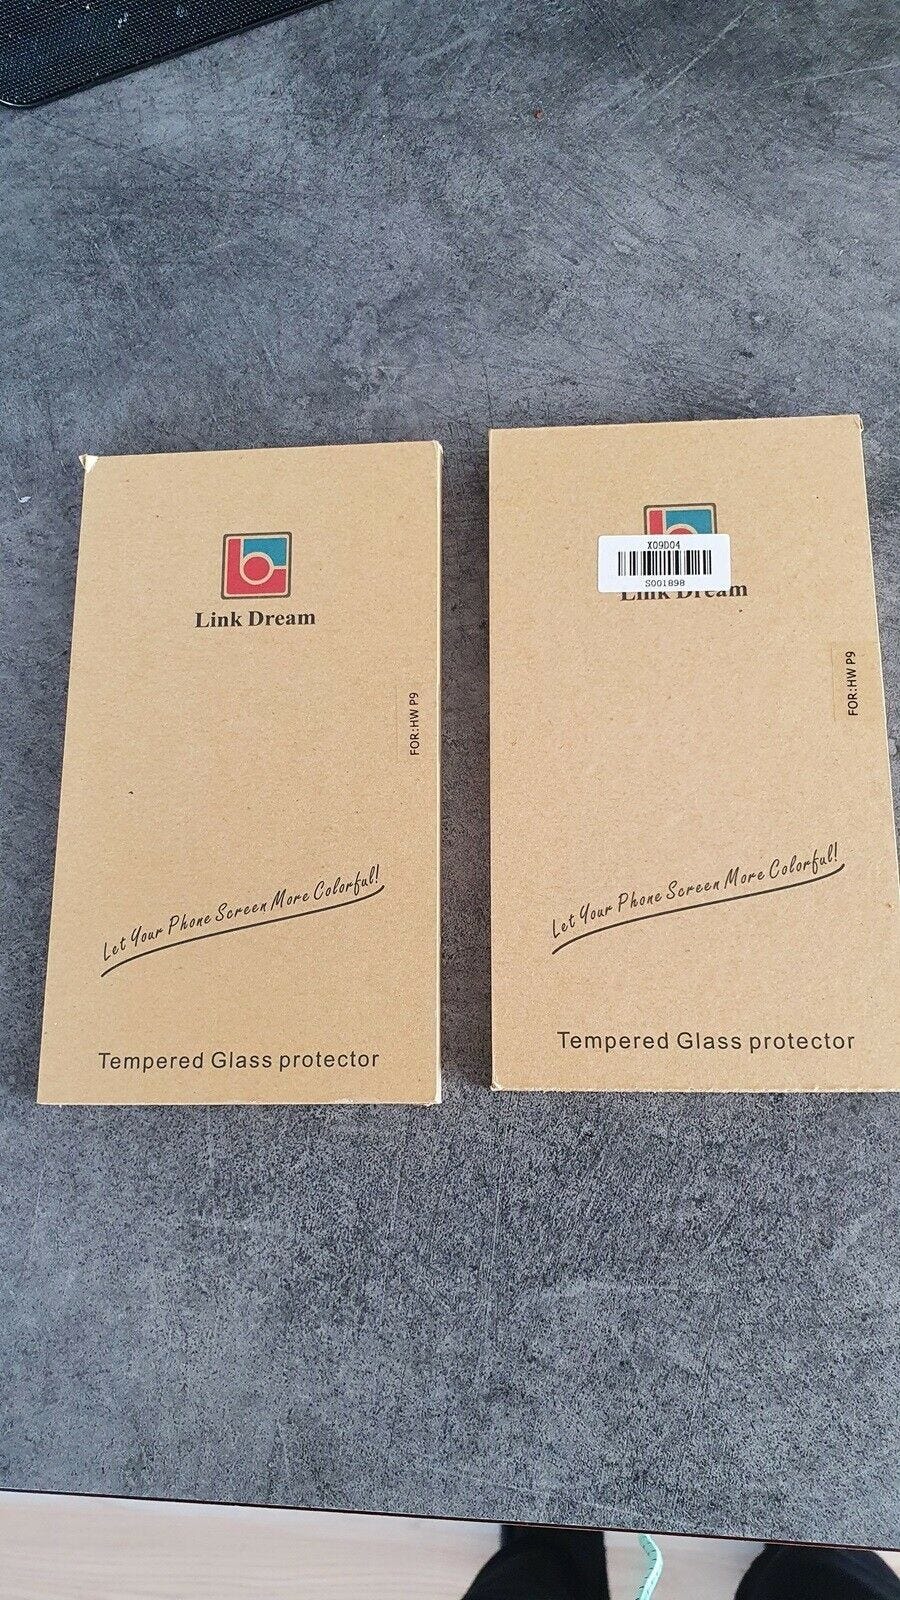 Link Dream
FOR:HW P9
Let Your Phone Screen More Colorful!
Tempered Glass protector
X09D04
S001898
Link Dream
FOR:HW P9
Let Your Phone Screen More Colorful!
Tempered Glass protector